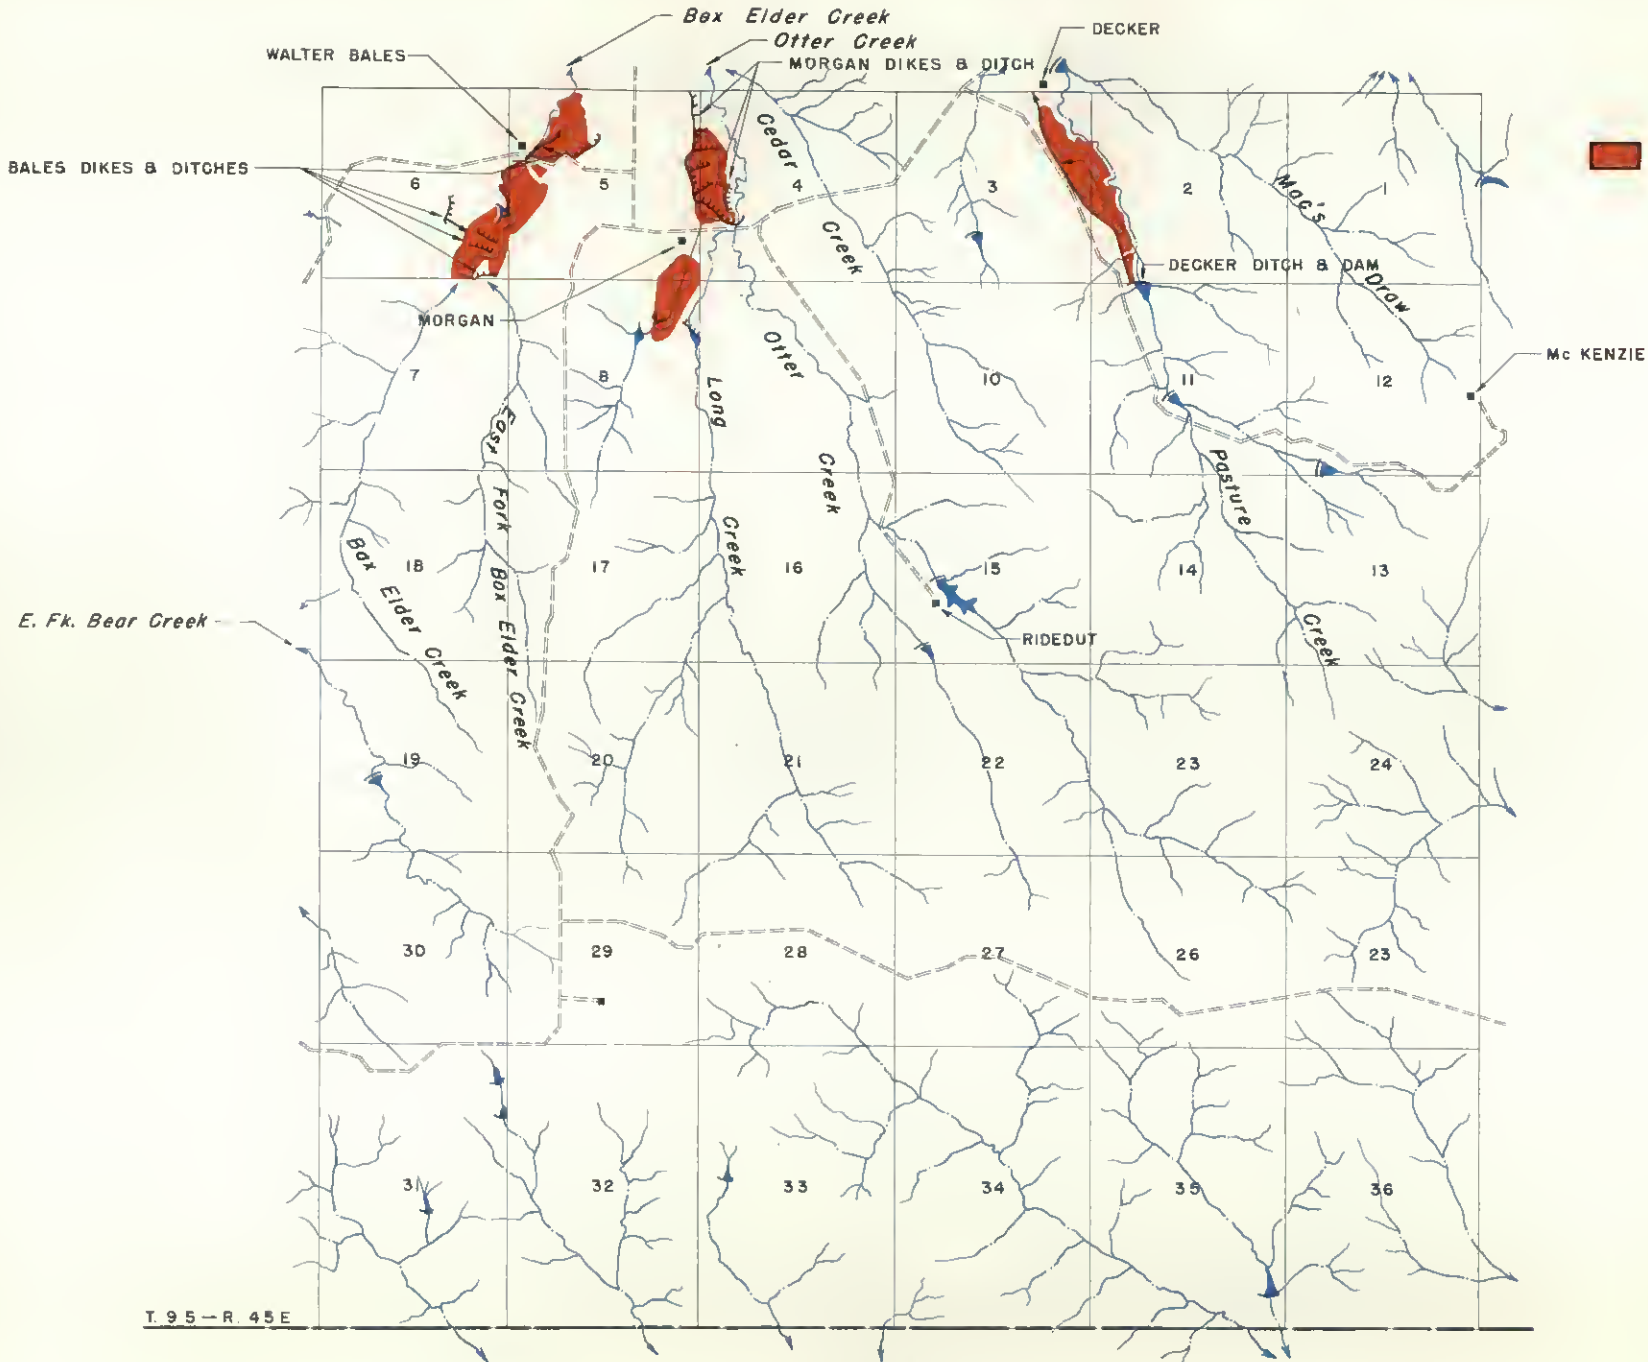 Box Elder Creek
Otter Creek
DECKER
WALTER BALES
MORGAN DIKES & DITCH
BALES DIKES & DITCHES
6
5
4
3
2
1
Cedar
Creek
Mac's
Draw
DECKER DITCH & DAM
MORGAN
Mc KENZIE
7
8
Long
Otter
10
11
12
East
Fork
Box
Elder
Creek
Creek
Creek
Pasture
Creek
18
17
16
15
14
13
Box
Elder
Creek
E. Fk. Bear Creek
RIDEOUT
19
20
21
22
23
24
30
29
28
27
26
23
31
32
33
34
35
36
T. 9 S — R. 45 E